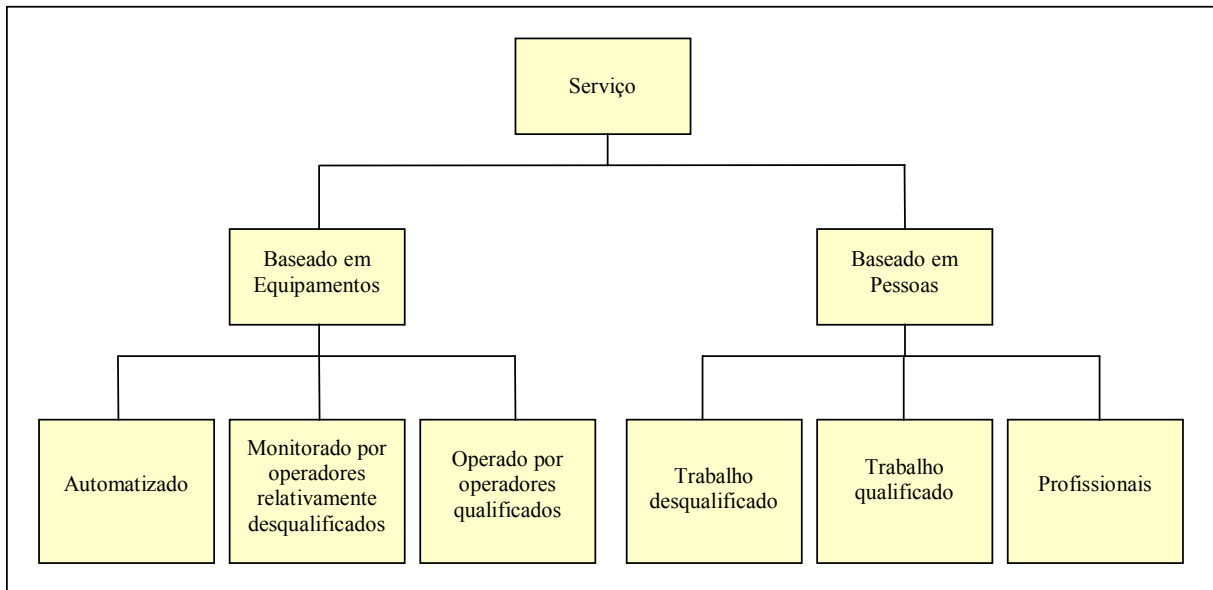 Serviço
Baseado em
Equipamentos
Baseado em
Pessoas
Automatizado
Monitorado por
operadores
relativamente
desqualificados
Operado por
operadores
qualificados
Trabalho
desqualificado
Trabalho
qualificado
Profissionais